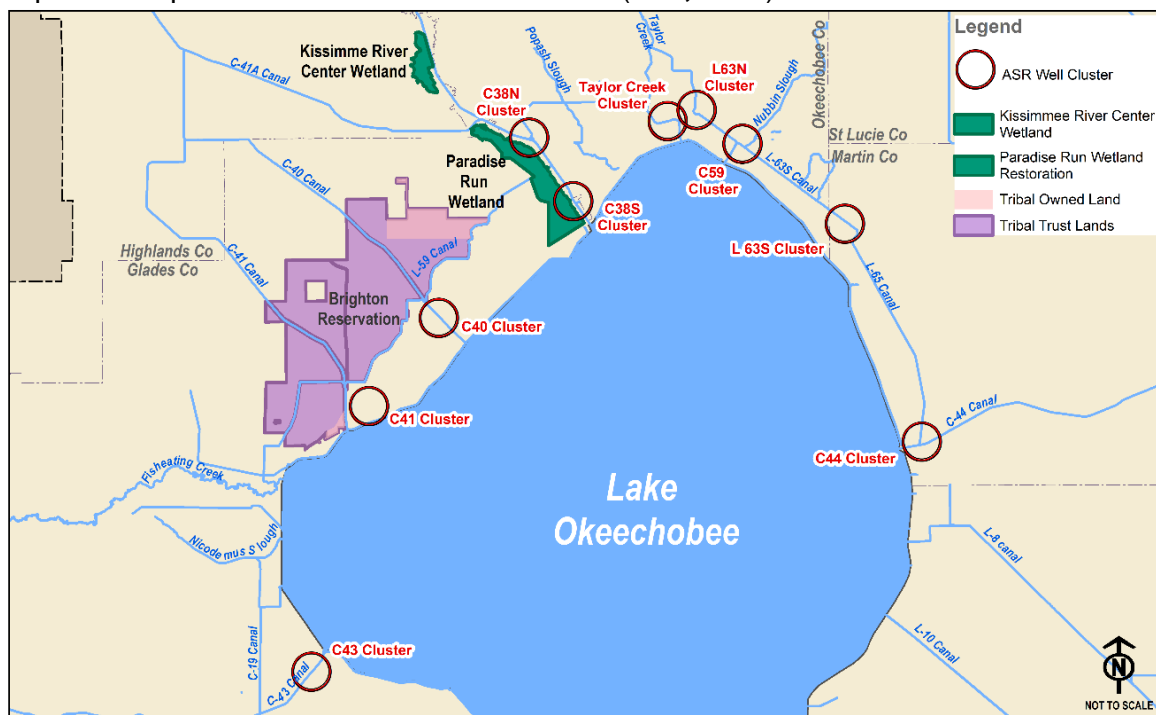 Kissimme River
Center Wetland
C-41A Canal
Popash Slough
Taylor
Creek
C38N
Cluster
Taylor Creek
Cluster
L63N
Cluster
Nubbin Slough
Okeechobee Co
St Lucie Co
Martin Co
Legend
ASR Well Cluster
Kissimmee River Center
Wetland
Paradise Run Wetland
Restoration
Tribal Owned Land
Tribal Trust Lands
C-40 Canal
Paradise
Run
Wetland
C59
Cluster
L-63S Canal
C38S
Cluster
L 63S Cluster
Highlands Co
Glades Co
C-41 Canal
L-59 Canal
L-65 Canal
Brighton
Reservation
C40 Cluster
C41 Cluster
C-44 Canal
C44 Cluster
Fisheating Creek
Lake
Okeechobee
Nicodemus Slough
L-8 canal
C-19 Canal
C43 Cluster
C-43 Canal
L-10 Canal
N
NOT TO SCALE